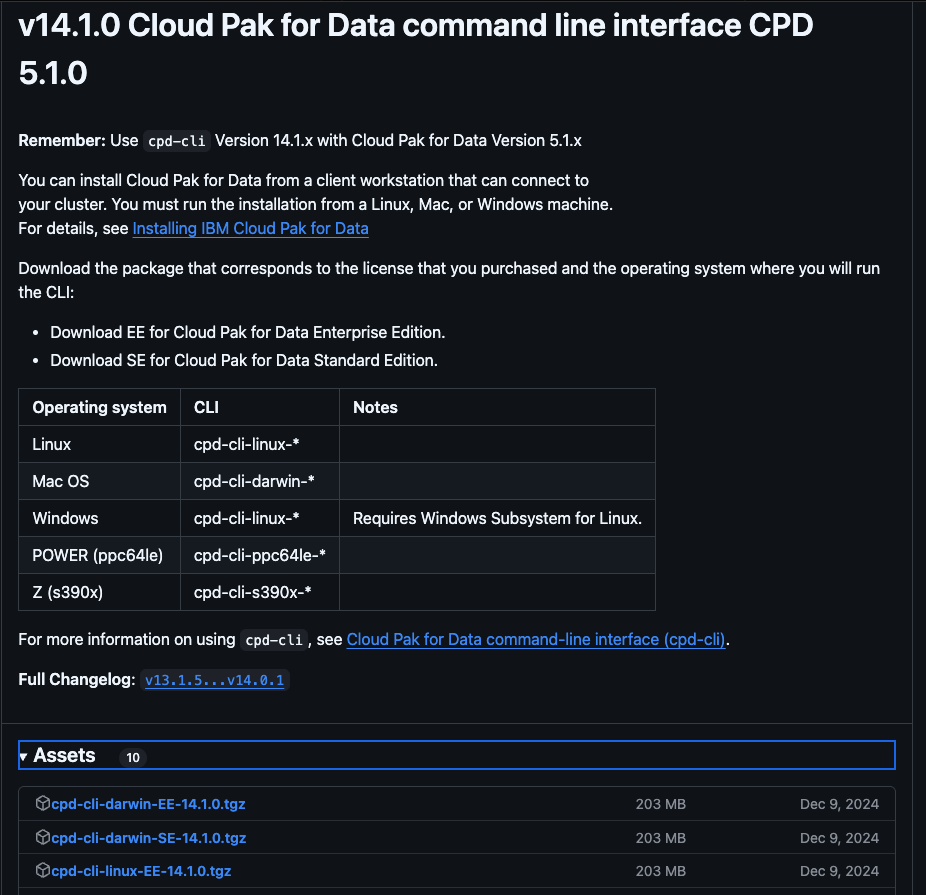 v14.1.0 Cloud Pak for Data command line interface CPD
5.1.0
Remember: Use cpd-cli Version 14.1.x with Cloud Pak for Data Version 5.1.x
You can install Cloud Pak for Data from a client workstation that can connect to
your cluster. You must run the installation from a Linux, Mac, or Windows machine.
For details, see Installing IBM Cloud Pak for Data
Download the package that corresponds to the license that you purchased and the operating system where you will run
the CLI:
• Download EE for Cloud Pak for Data Enterprise Edition.
• Download SE for Cloud Pak for Data Standard Edition.
Operating system CLI Notes
Linux cpd-cli-linux-*
Mac OS cpd-cli-darwin-*
Windows cpd-cli-linux-* Requires Windows Subsystem for Linux.
POWER (ppc64le) cpd-cli-ppc64le-*
Z (s390x) cpd-cli-s390x-*
For more information on using cpd-cli, see Cloud Pak for Data command-line interface (cpd-cli).
Full Changelog: v13.1.5...v14.0.1
Assets 10
cpd-cli-darwin-EE-14.1.0.tgz 203 MB Dec 9, 2024
cpd-cli-darwin-SE-14.1.0.tgz 203 MB Dec 9, 2024
cpd-cli-linux-EE-14.1.0.tgz 203 MB Dec 9, 2024